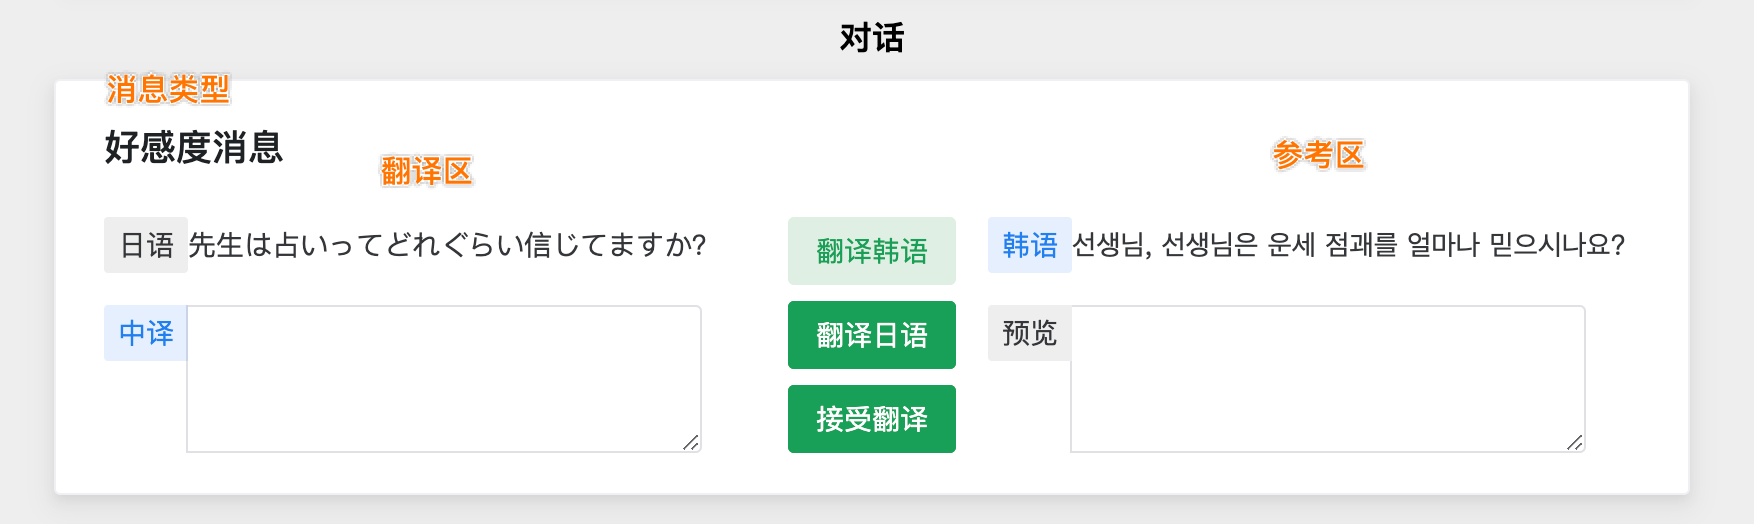 对话
消息类型
好感度消息
翻译区
参考区
日语 先生は占いってどれぐらい信じてますか?
翻译韩语
韩语 선생님, 선생님은 운세 점괘를 얼마나 믿으시나요?
中译
翻译日语
预览
接受翻译